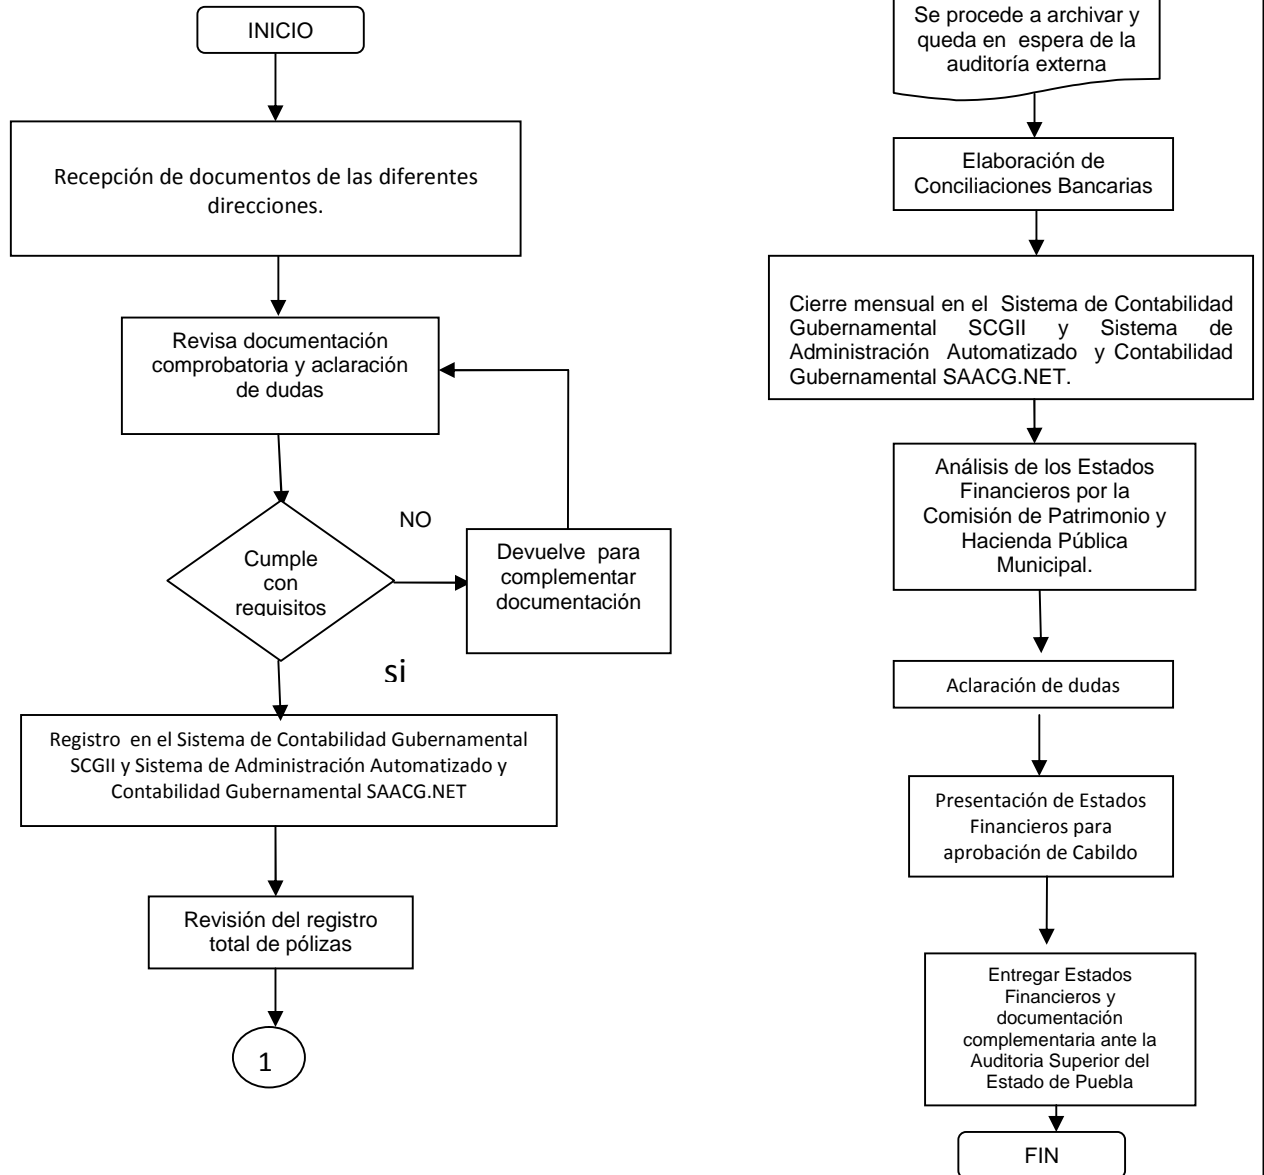 INICIO
Recepción de documentos de las diferentes
direcciones.
Revisa documentación
comprobatoria y aclaración
de dudas
NO
Cumple
con
requisitos
Devuelve para
complementar
documentación
si
Registro en el Sistema de Contabilidad Gubernamental
SCGII y Sistema de Administración Automatizado y
Contabilidad Gubernamental SAACG.NET
Revisión del registro
total de pólizas
1
Se procede a archivar y
queda en espera de la
auditoría externa
Elaboración de
Conciliaciones Bancarias
Cierre mensual en el Sistema de Contabilidad
Gubernamental SCGII y Sistema de
Administración Automatizado y Contabilidad
Gubernamental SAACG.NET.
Análisis de los Estados
Financieros por la
Comisión de Patrimonio y
Hacienda Pública
Municipal.
Aclaración de dudas
Presentación de Estados
Financieros para
aprobación de Cabildo
Entregar Estados
Financieros y
documentación
complementaria ante la
Auditoria Superior del
Estado de Puebla
FIN